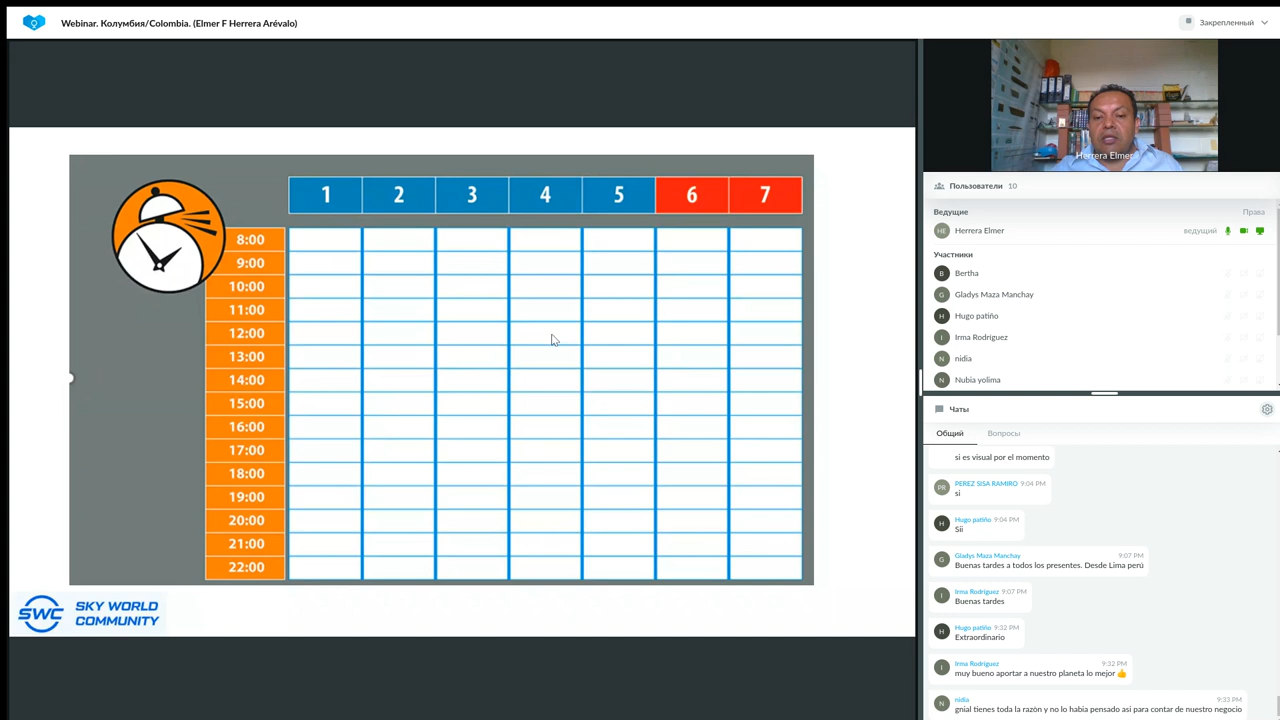 Webinar. Колумбия/Colombia. (Elmer F Herrera Arévalo)
Закрепленный
1 2 3 4 5 6 7
8:00
9:00
10:00
11:00
12:00
13:00
14:00
15:00
16:00
17:00
18:00
19:00
20:00
21:00
22:00
SWC SKY WORLD
COMMUNITY
Herrera Elmer
Пользователи 10
Ведущие Права
HE Herrera Elmer ведущий
Участники
B Bertha
G Gladys Maza Manchay
H Hugo patiño
I Irma Rodríguez
N nidia
N Nubia yolima
Чаты
Общий Вопросы
si es visual por el momento
PR PEREZ SISA RAMIRO 9:04 PM
si
H Hugo patiño 9:04 PM
Sii
G Gladys Maza Manchay 9:07 PM
Buenas tardes a todos los presentes. Desde Lima perú
I Irma Rodríguez 9:07 PM
Buenas tardes
H Hugo patiño 9:32 PM
Extraordinario
I Irma Rodríguez 9:32 PM
muy bueno aportar a nuestro planeta lo mejor 👍
N nidia 9:33 PM
gnial tienes toda la razón y no lo habia pensado asi para contar de nuestro negocio